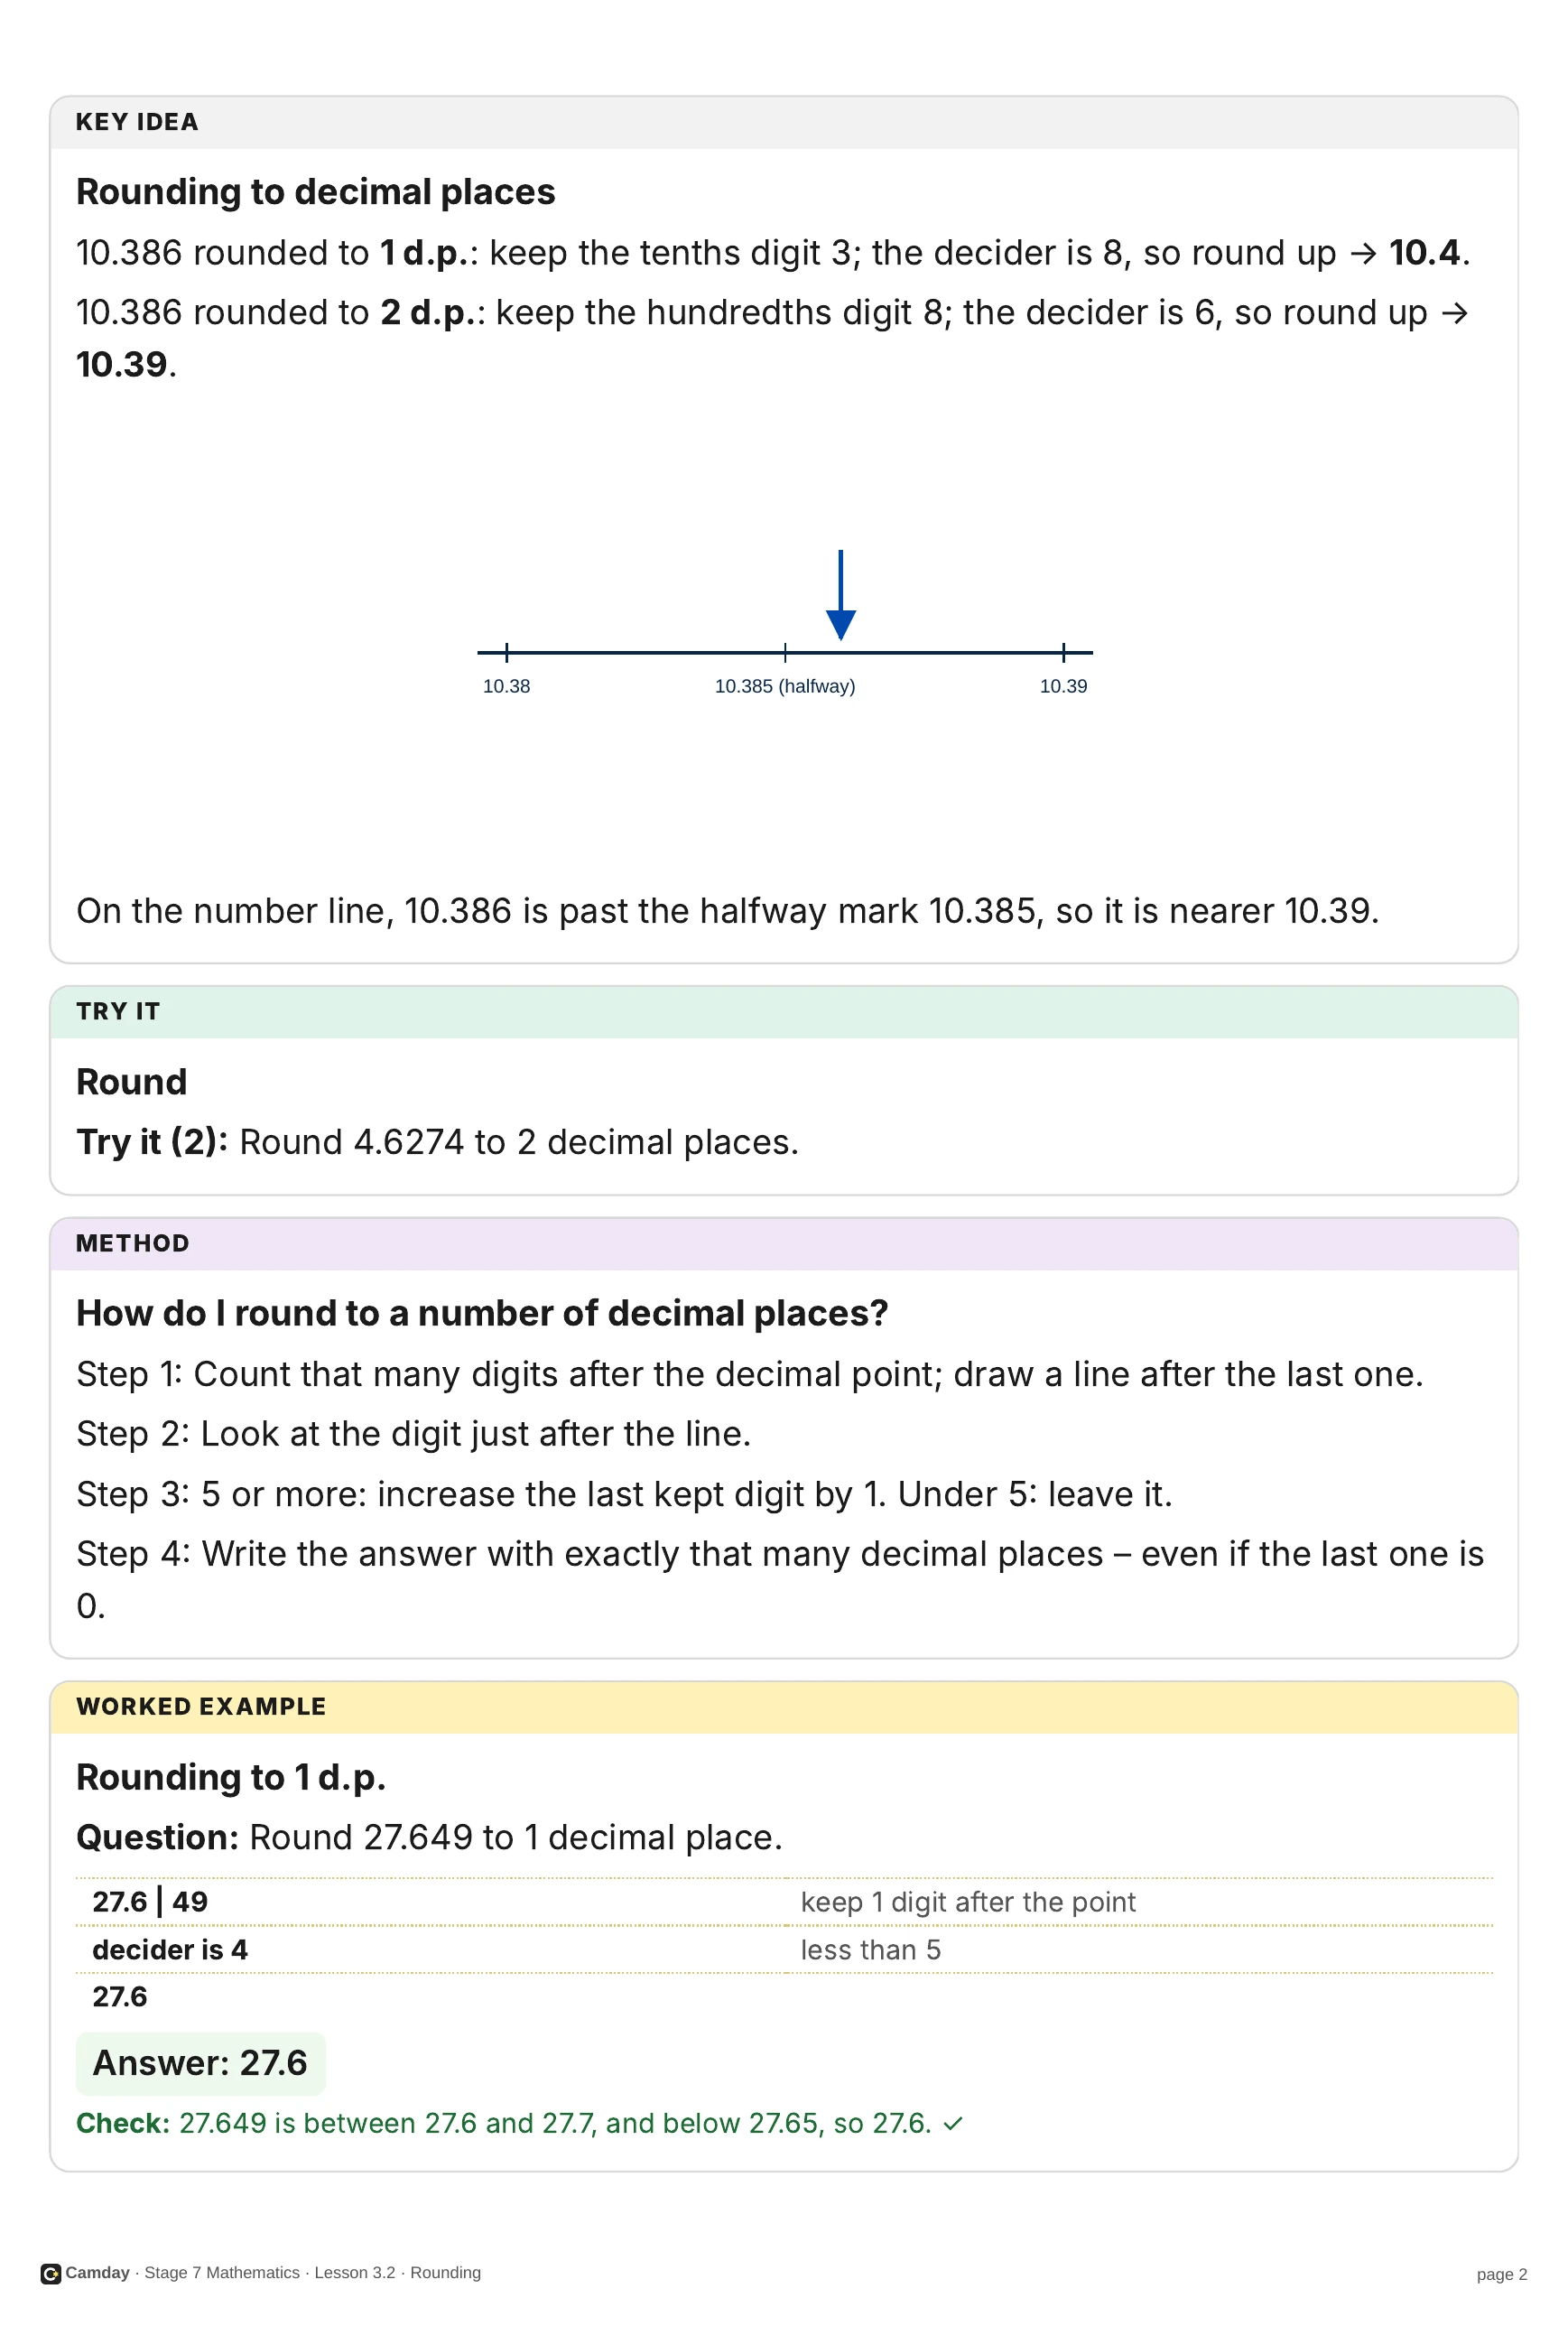 KEY IDEA
Rounding to decimal places
10.386 rounded to 1 d.p.: keep the tenths digit 3; the decider is 8, so round up → 10.4.
10.386 rounded to 2 d.p.: keep the hundredths digit 8; the decider is 6, so round up →
10.39.
10.38
10.385 (halfway)
10.39
On the number line, 10.386 is past the halfway mark 10.385, so it is nearer 10.39.
TRY IT
Round
Try it (2): Round 4.6274 to 2 decimal places.
METHOD
How do I round to a number of decimal places?
Step 1: Count that many digits after the decimal point; draw a line after the last one.
Step 2: Look at the digit just after the line.
Step 3: 5 or more: increase the last kept digit by 1. Under 5: leave it.
Step 4: Write the answer with exactly that many decimal places – even if the last one is
0.
WORKED EXAMPLE
Rounding to 1 d.p.
Question: Round 27.649 to 1 decimal place.
27.6 | 49 keep 1 digit after the point
decider is 4 less than 5
27.6
Answer: 27.6
Check: 27.649 is between 27.6 and 27.7, and below 27.65, so 27.6. ✓
Camday · Stage 7 Mathematics · Lesson 3.2 · Rounding
page 2